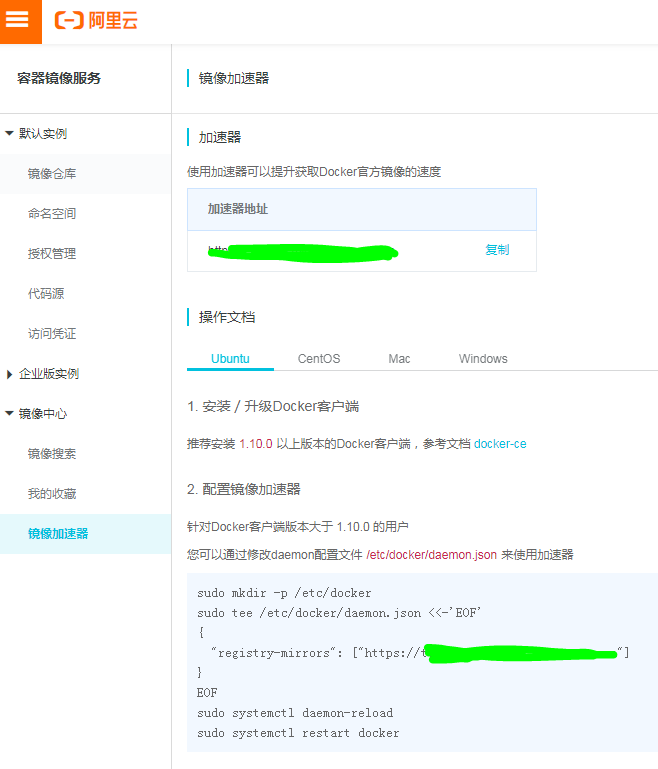 阿里云
容器镜像服务
默认实例
镜像仓库
命名空间
授权管理
代码源
访问凭证
企业版实例
镜像中心
镜像搜索
我的收藏
镜像加速器
镜像加速器
加速器
使用加速器可以提升获取Docker官方镜像的速度
加速器地址
复制
操作文档
Ubuntu CentOS Mac Windows
1. 安装 / 升级Docker客户端
推荐安装 1.10.0 以上版本的Docker客户端，参考文档 docker-ce
2. 配置镜像加速器
针对Docker客户端版本大于 1.10.0 的用户
您可以通过修改daemon配置文件 /etc/docker/daemon.json 来使用加速器
sudo mkdir -p /etc/docker
sudo tee /etc/docker/daemon.json <<-'EOF'
{
"registry-mirrors": ["https://"]
}
EOF
sudo systemctl daemon-reload
sudo systemctl restart docker